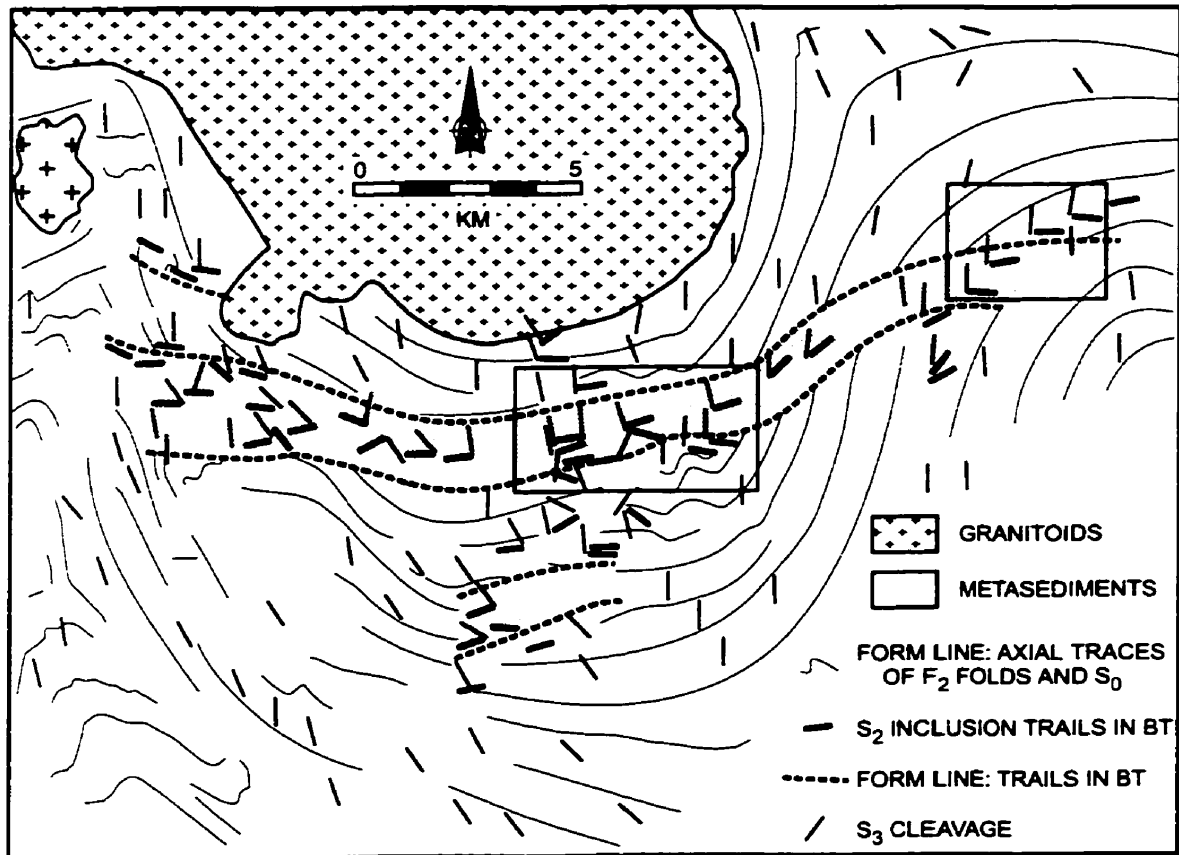 0 5
KM
GRANITOIDS
METASEDIMENTS
FORM LINE: AXIAL TRACES
OF F2 FOLDS AND S0
S2 INCLUSION TRAILS IN BT
FORM LINE: TRAILS IN BT
S3 CLEAVAGE